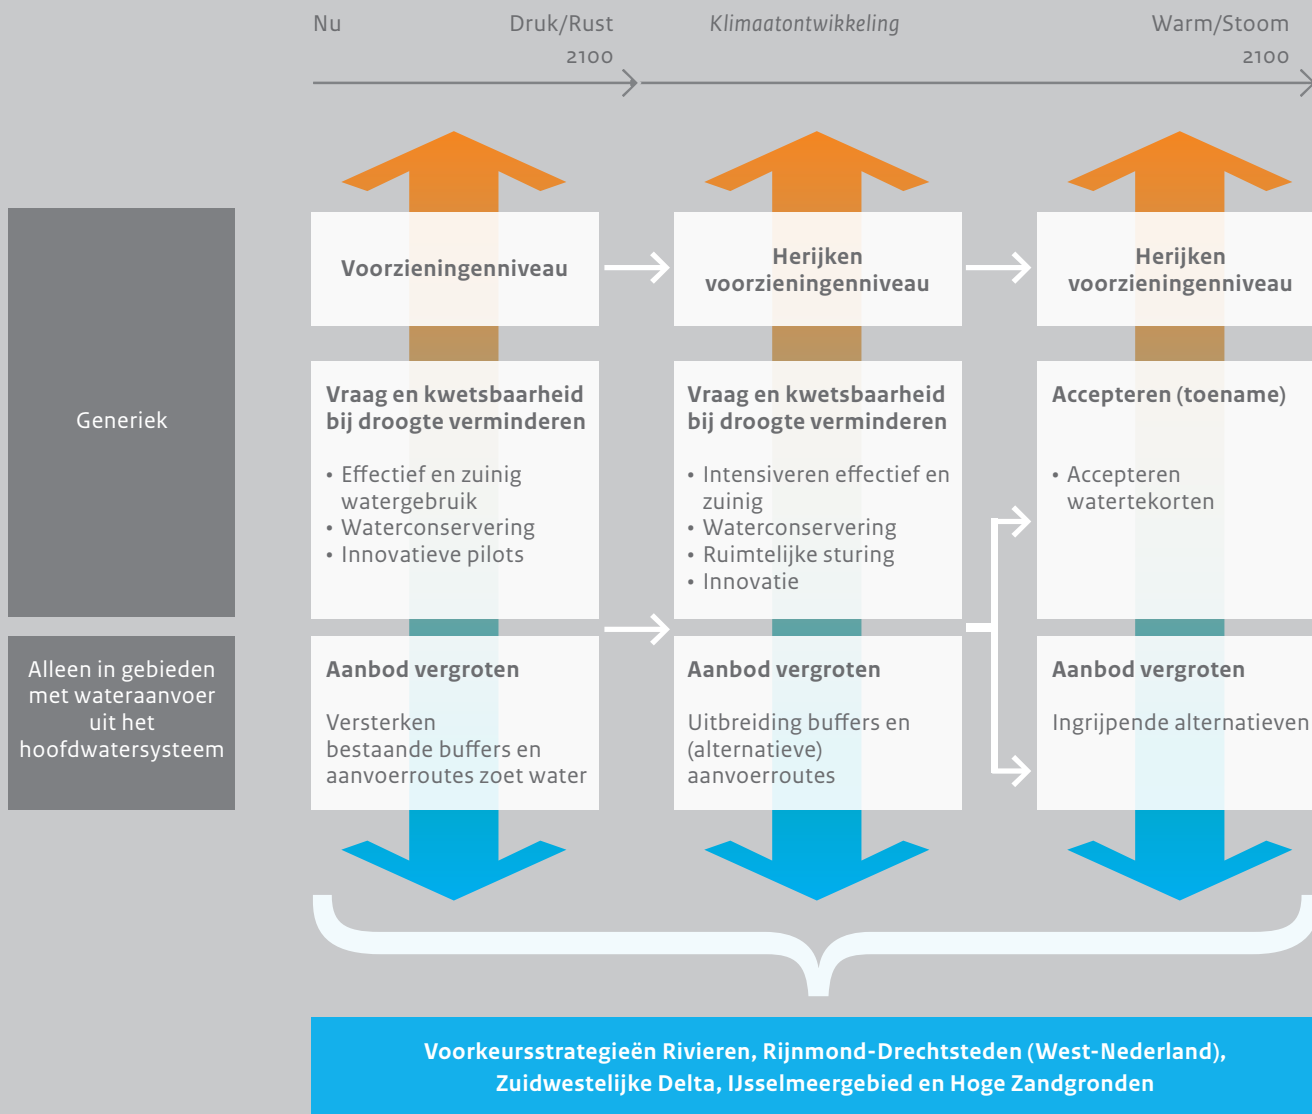 Nu
Druk/Rust
2100
Klimaatontwikkeling
Warm/Stoom
2100
Generiek
Voorzieningenniveau
Herijken
voorzieningenniveau
Herijken
voorzieningenniveau
Vraag en kwetsbaarheid
bij droogte verminderen
• Effectief en zuinig
watergebruik
• Waterconservering
• Innovatieve pilots
Vraag en kwetsbaarheid
bij droogte verminderen
• Intensiveren effectief en
zuinig
• Waterconservering
• Ruimtelijke sturing
• Innovatie
Accepteren (toename)
• Accepteren
watertekorten
Alleen in gebieden
met wateraanvoer
uit het
hoofdwatersysteem
Aanbod vergroten
Versterken
bestaande buffers en
aanvoerroutes zoet water
Aanbod vergroten
Uitbreiding buffers en
(alternatieve)
aanvoerroutes
Aanbod vergroten
Ingrijpende alternatieven
Voorkeursstrategieën Rivieren, Rijnmond-Drechtsteden (West-Nederland),
Zuidwestelijke Delta, IJsselmeergebied en Hoge Zandgronden